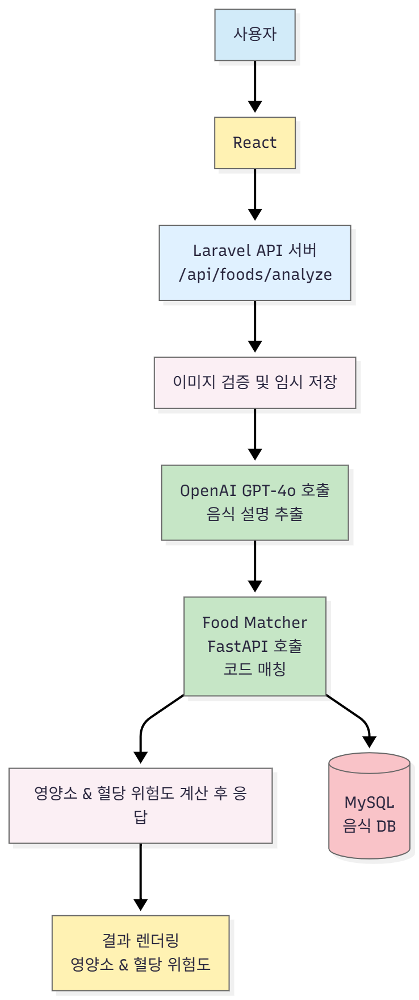 사용자
React
Laravel API 서버
/api/foods/analyze
이미지 검증 및 임시 저장
OpenAI GPT-4o 호출
음식 설명 추출
Food Matcher
FastAPI 호출
코드 매칭
영양소 & 혈당 위험도 계산 후 응
답
MySQL
음식 DB
결과 렌더링
영양소 & 혈당 위험도